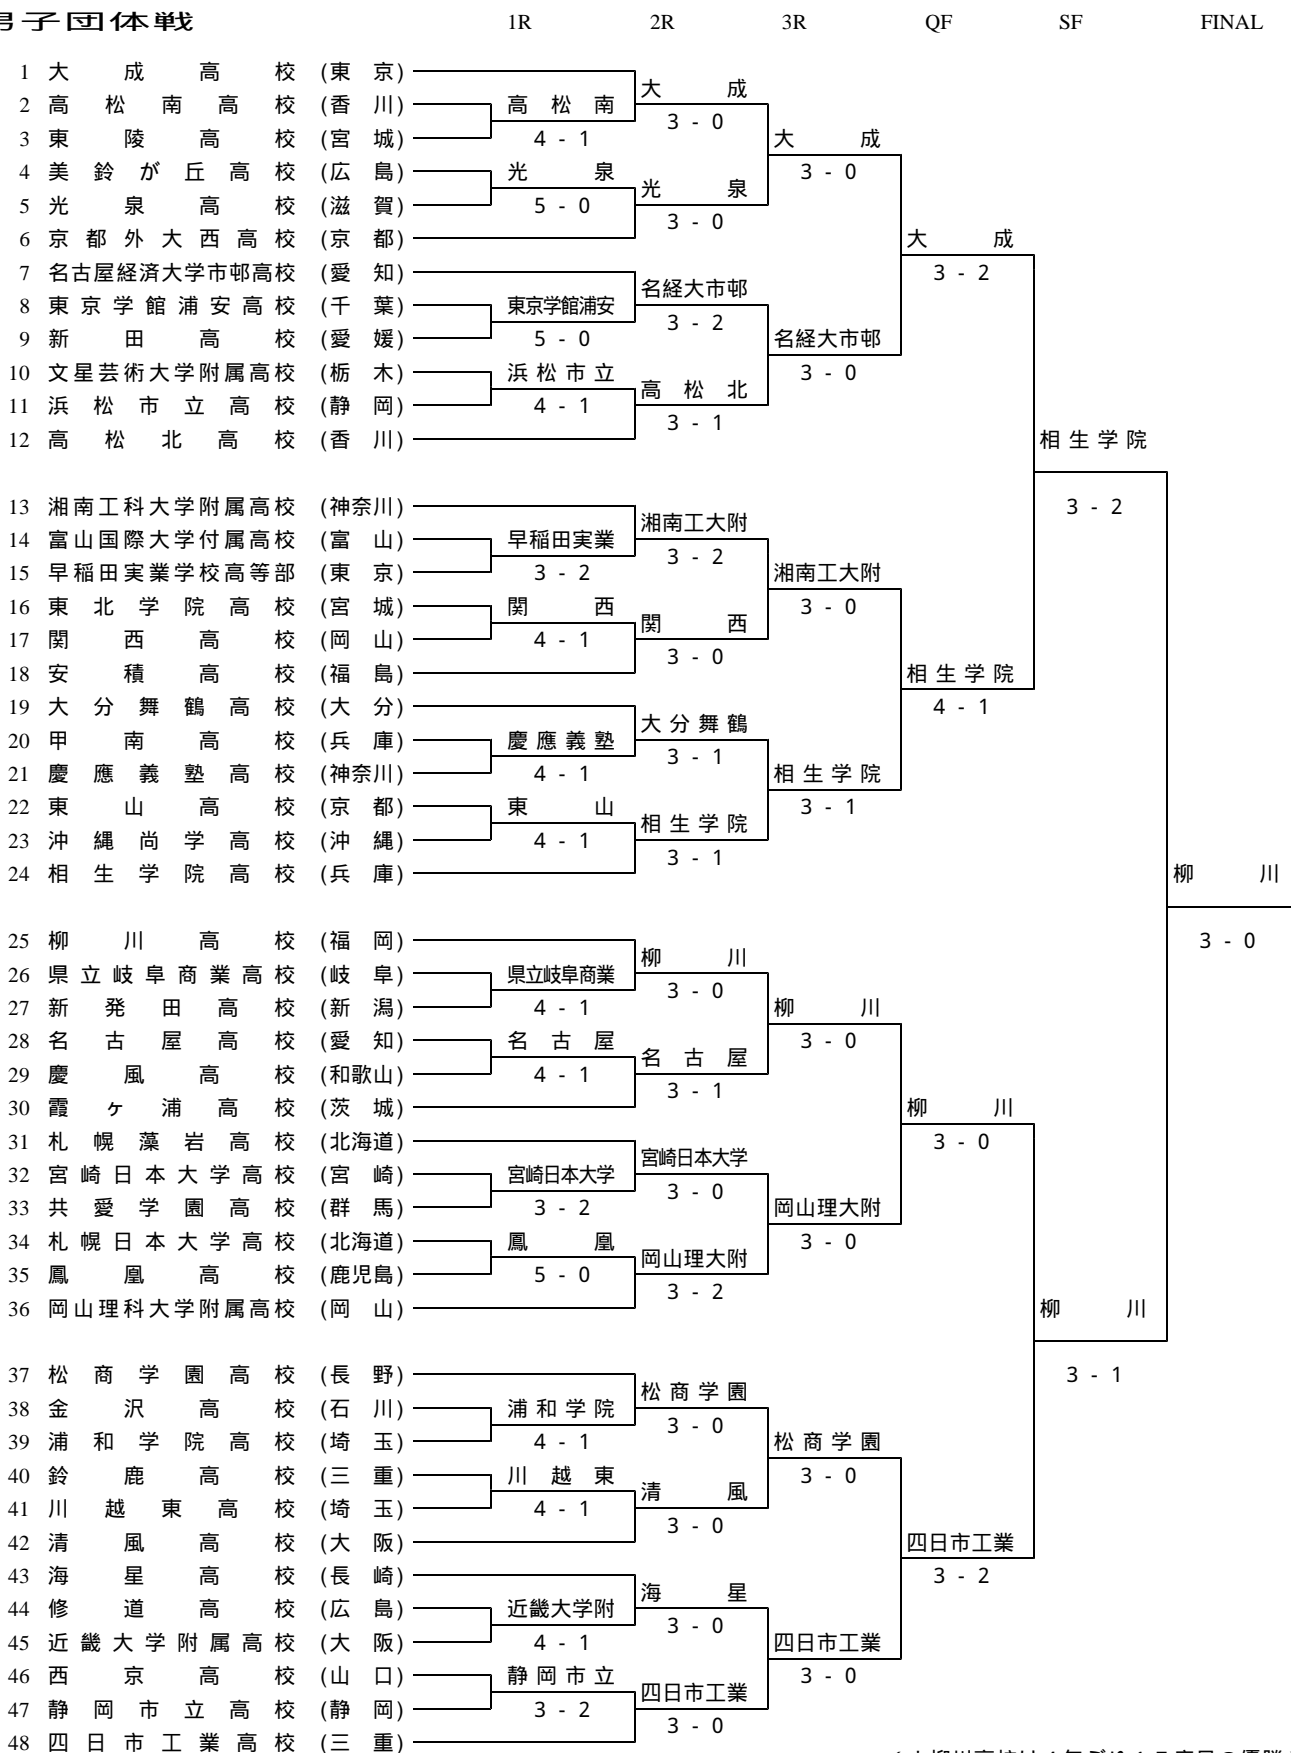 男子団体戦 1R 2R 3R QF SF FINAL
1 大成高校 (東京)
大成
2 高松南高校 (香川) 高松南
3 - 0
3 東陵高校 (宮城) 4 - 1 大成
4 美鈴が丘高校 (広島) 光泉 3 - 0
光泉
5 光泉高校 (滋賀) 5 - 0
3 - 0
6 京都外大西高校 (京都) 大成
7 名古屋経済大学市邨高校 (愛知) 3 - 2
名経大市邨
8 東京学館浦安高校 (千葉) 東京学館浦安
3 - 2
9 新田高校 (愛媛) 5 - 0 名経大市邨
10 文星芸術大学附属高校 (栃木) 浜松市立 3 - 0
高松北
11 浜松市立高校 (静岡) 4 - 1
3 - 1
12 高松北高校 (香川) 相生学院
13 湘南工科大学附属高校 (神奈川) 3 - 2
湘南工大附
14 富山国際大学付属高校 (富山) 早稲田実業
3 - 2
15 早稲田実業学校高等部 (東京) 3 - 2 湘南工大附
16 東北学院高校 (宮城) 関西 3 - 0
関西
17 関西高校 (岡山) 4 - 1
3 - 0
18 安積高校 (福島) 相生学院
19 大分舞鶴高校 (大分) 4 - 1
大分舞鶴
20 甲南高校 (兵庫) 慶應義塾
3 - 1
21 慶應義塾高校 (神奈川) 4 - 1 相生学院
22 東山高校 (京都) 東山 3 - 1
相生学院
23 沖縄尚学高校 (沖縄) 4 - 1
3 - 1
24 相生学院高校 (兵庫) 柳川
25 柳川高校 (福岡) 3 - 0
柳川
26 県立岐阜商業高校 (岐阜) 県立岐阜商業
3 - 0
27 新発田高校 (新潟) 4 - 1 柳川
28 名古屋高校 (愛知) 名古屋 3 - 0
名古屋
29 慶風高校 (和歌山) 4 - 1
3 - 1
30 霞ヶ浦高校 (茨城) 柳川
31 札幌藻岩高校 (北海道) 3 - 0
宮崎日本大学
32 宮崎日本大学高校 (宮崎) 宮崎日本大学
3 - 0
33 共愛学園高校 (群馬) 3 - 2 岡山理大附
34 札幌日本大学高校 (北海道) 鳳凰 3 - 0
岡山理大附
35 鳳凰高校 (鹿児島) 5 - 0
3 - 2
36 岡山理科大学附属高校 (岡山) 柳川
37 松商学園高校 (長野) 3 - 1
松商学園
38 金沢高校 (石川) 浦和学院
3 - 0
39 浦和学院高校 (埼玉) 4 - 1 松商学園
40 鈴鹿高校 (三重) 川越東 3 - 0
清風
41 川越東高校 (埼玉) 4 - 1
3 - 0
42 清風高校 (大阪) 四日市工業
43 海星高校 (長崎) 3 - 2
海星
44 修道高校 (広島) 近畿大学附
3 - 0
45 近畿大学附属高校 (大阪) 4 - 1 四日市工業
46 西京高校 (山口) 静岡市立 3 - 0
四日市工業
47 静岡市立高校 (静岡) 3 - 2
3 - 0
48 四日市工業高校 (三重)